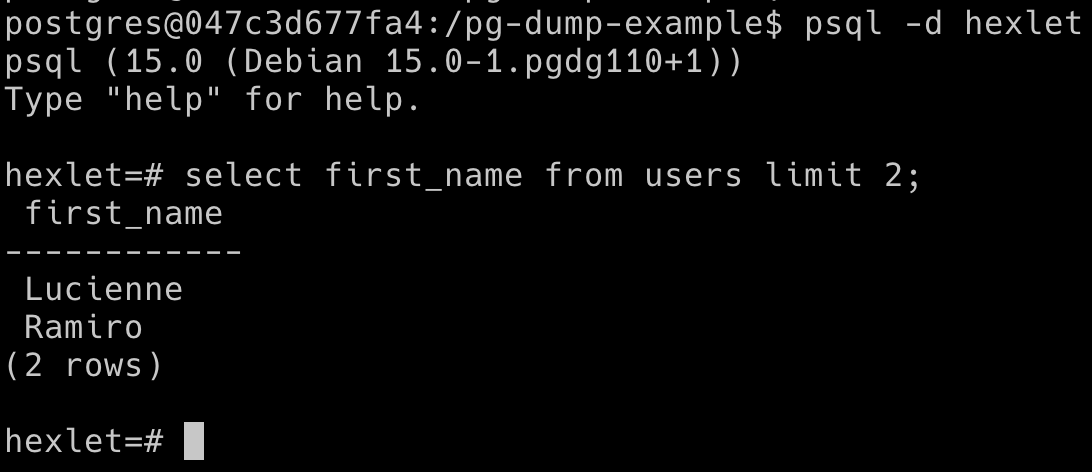 postgres@047c3d677fa4:/pg-dump-example$ psql -d hexlet
psql (15.0 (Debian 15.0-1.pgdg110+1))
Type "help" for help.
hexlet=# select first_name from users limit 2;
first_name
------------
Lucienne
Ramiro
(2 rows)
hexlet=#